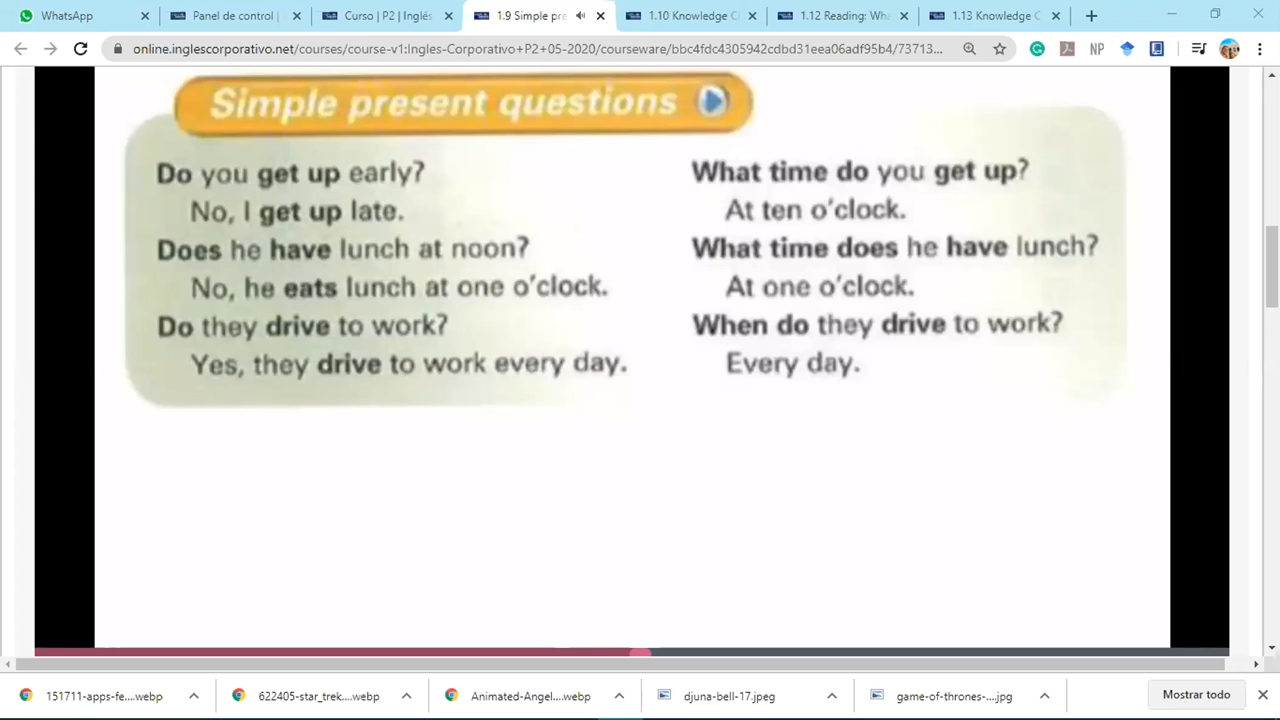 WhatsApp
Panel de control |
Curso | P2 | Inglés
1.9 Simple pre
1.10 Knowledge C
1.12 Reading: Wha
1.13 Knowledge C
online.inglescorporativo.net/courses/course-v1:Ingles-Corporativo+P2+05-2020/courseware/bbc4fdc4305342cdbd31eea06adf95b4/73713...
NP
Simple present questions
Do you get up early?
No, I get up late.
Does he have lunch at noon?
No, he eats lunch at one o'clock.
Do they drive to work?
Yes, they drive to work every day.
What time do you get up?
At ten o'clock.
What time does he have lunch?
At one o'clock.
When do they drive to work?
Every day.
151711-apps-fe....webp
622405-star_trek....webp
Animated-Angel....webp
djuna-bell-17.jpeg
game-of-thrones-....jpg
Mostrar todo